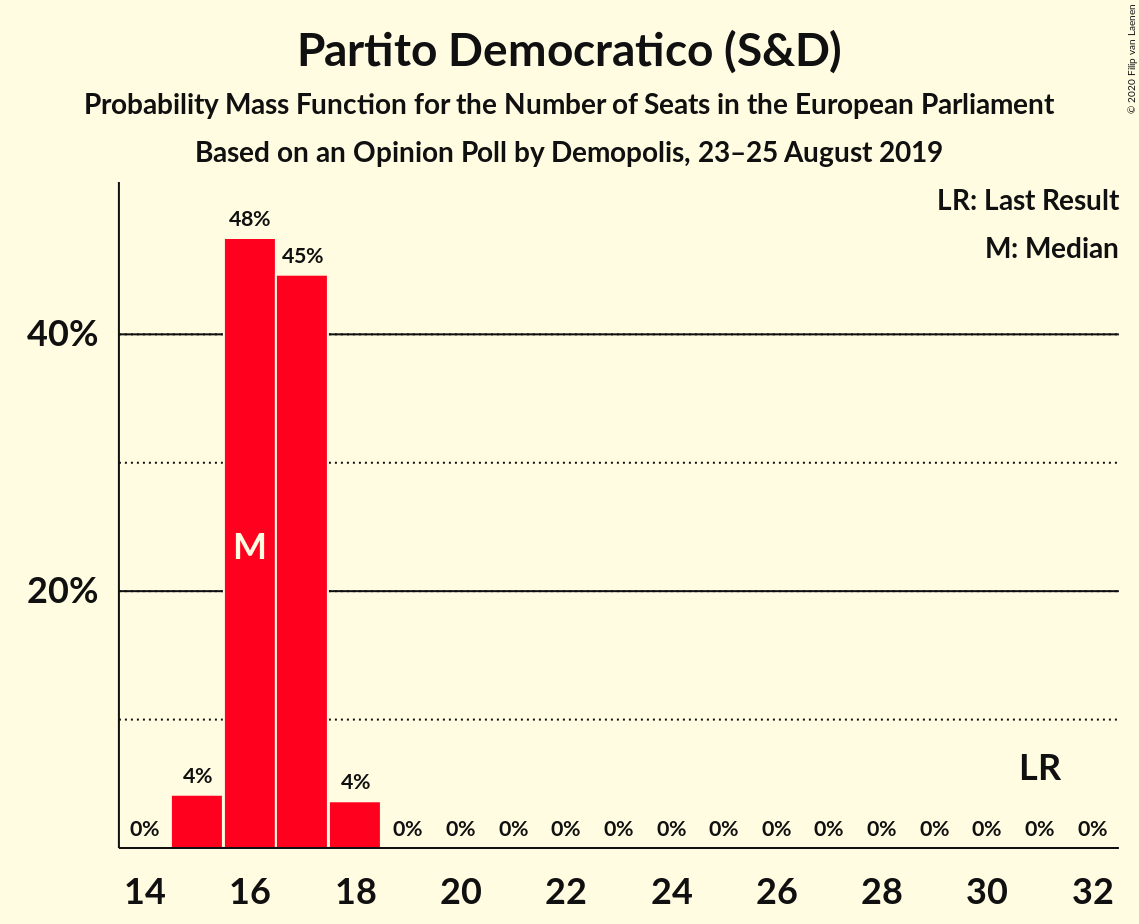 Partito Democratico (S&D)
Probability Mass Function for the Number of Seats in the European Parliament
Based on an Opinion Poll by Demopolis, 23–25 August 2019
© 2020 Filip van Laenen
LR: Last Result
M: Median
48%
45%
40%
M
20%
LR
4%
4%
0% 0% 0% 0% 0% 0% 0% 0% 0% 0% 0% 0% 0% 0% 0%
14 16 18 20 22 24 26 28 30 32